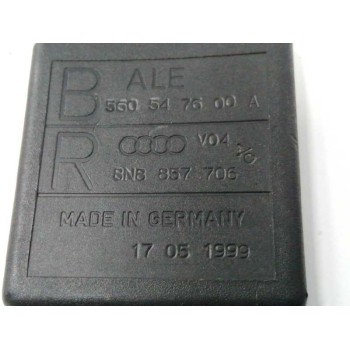 B ALE
560 54 76 00 A
R V04
8N8 857 706
MADE IN GERMANY
17 05 1999